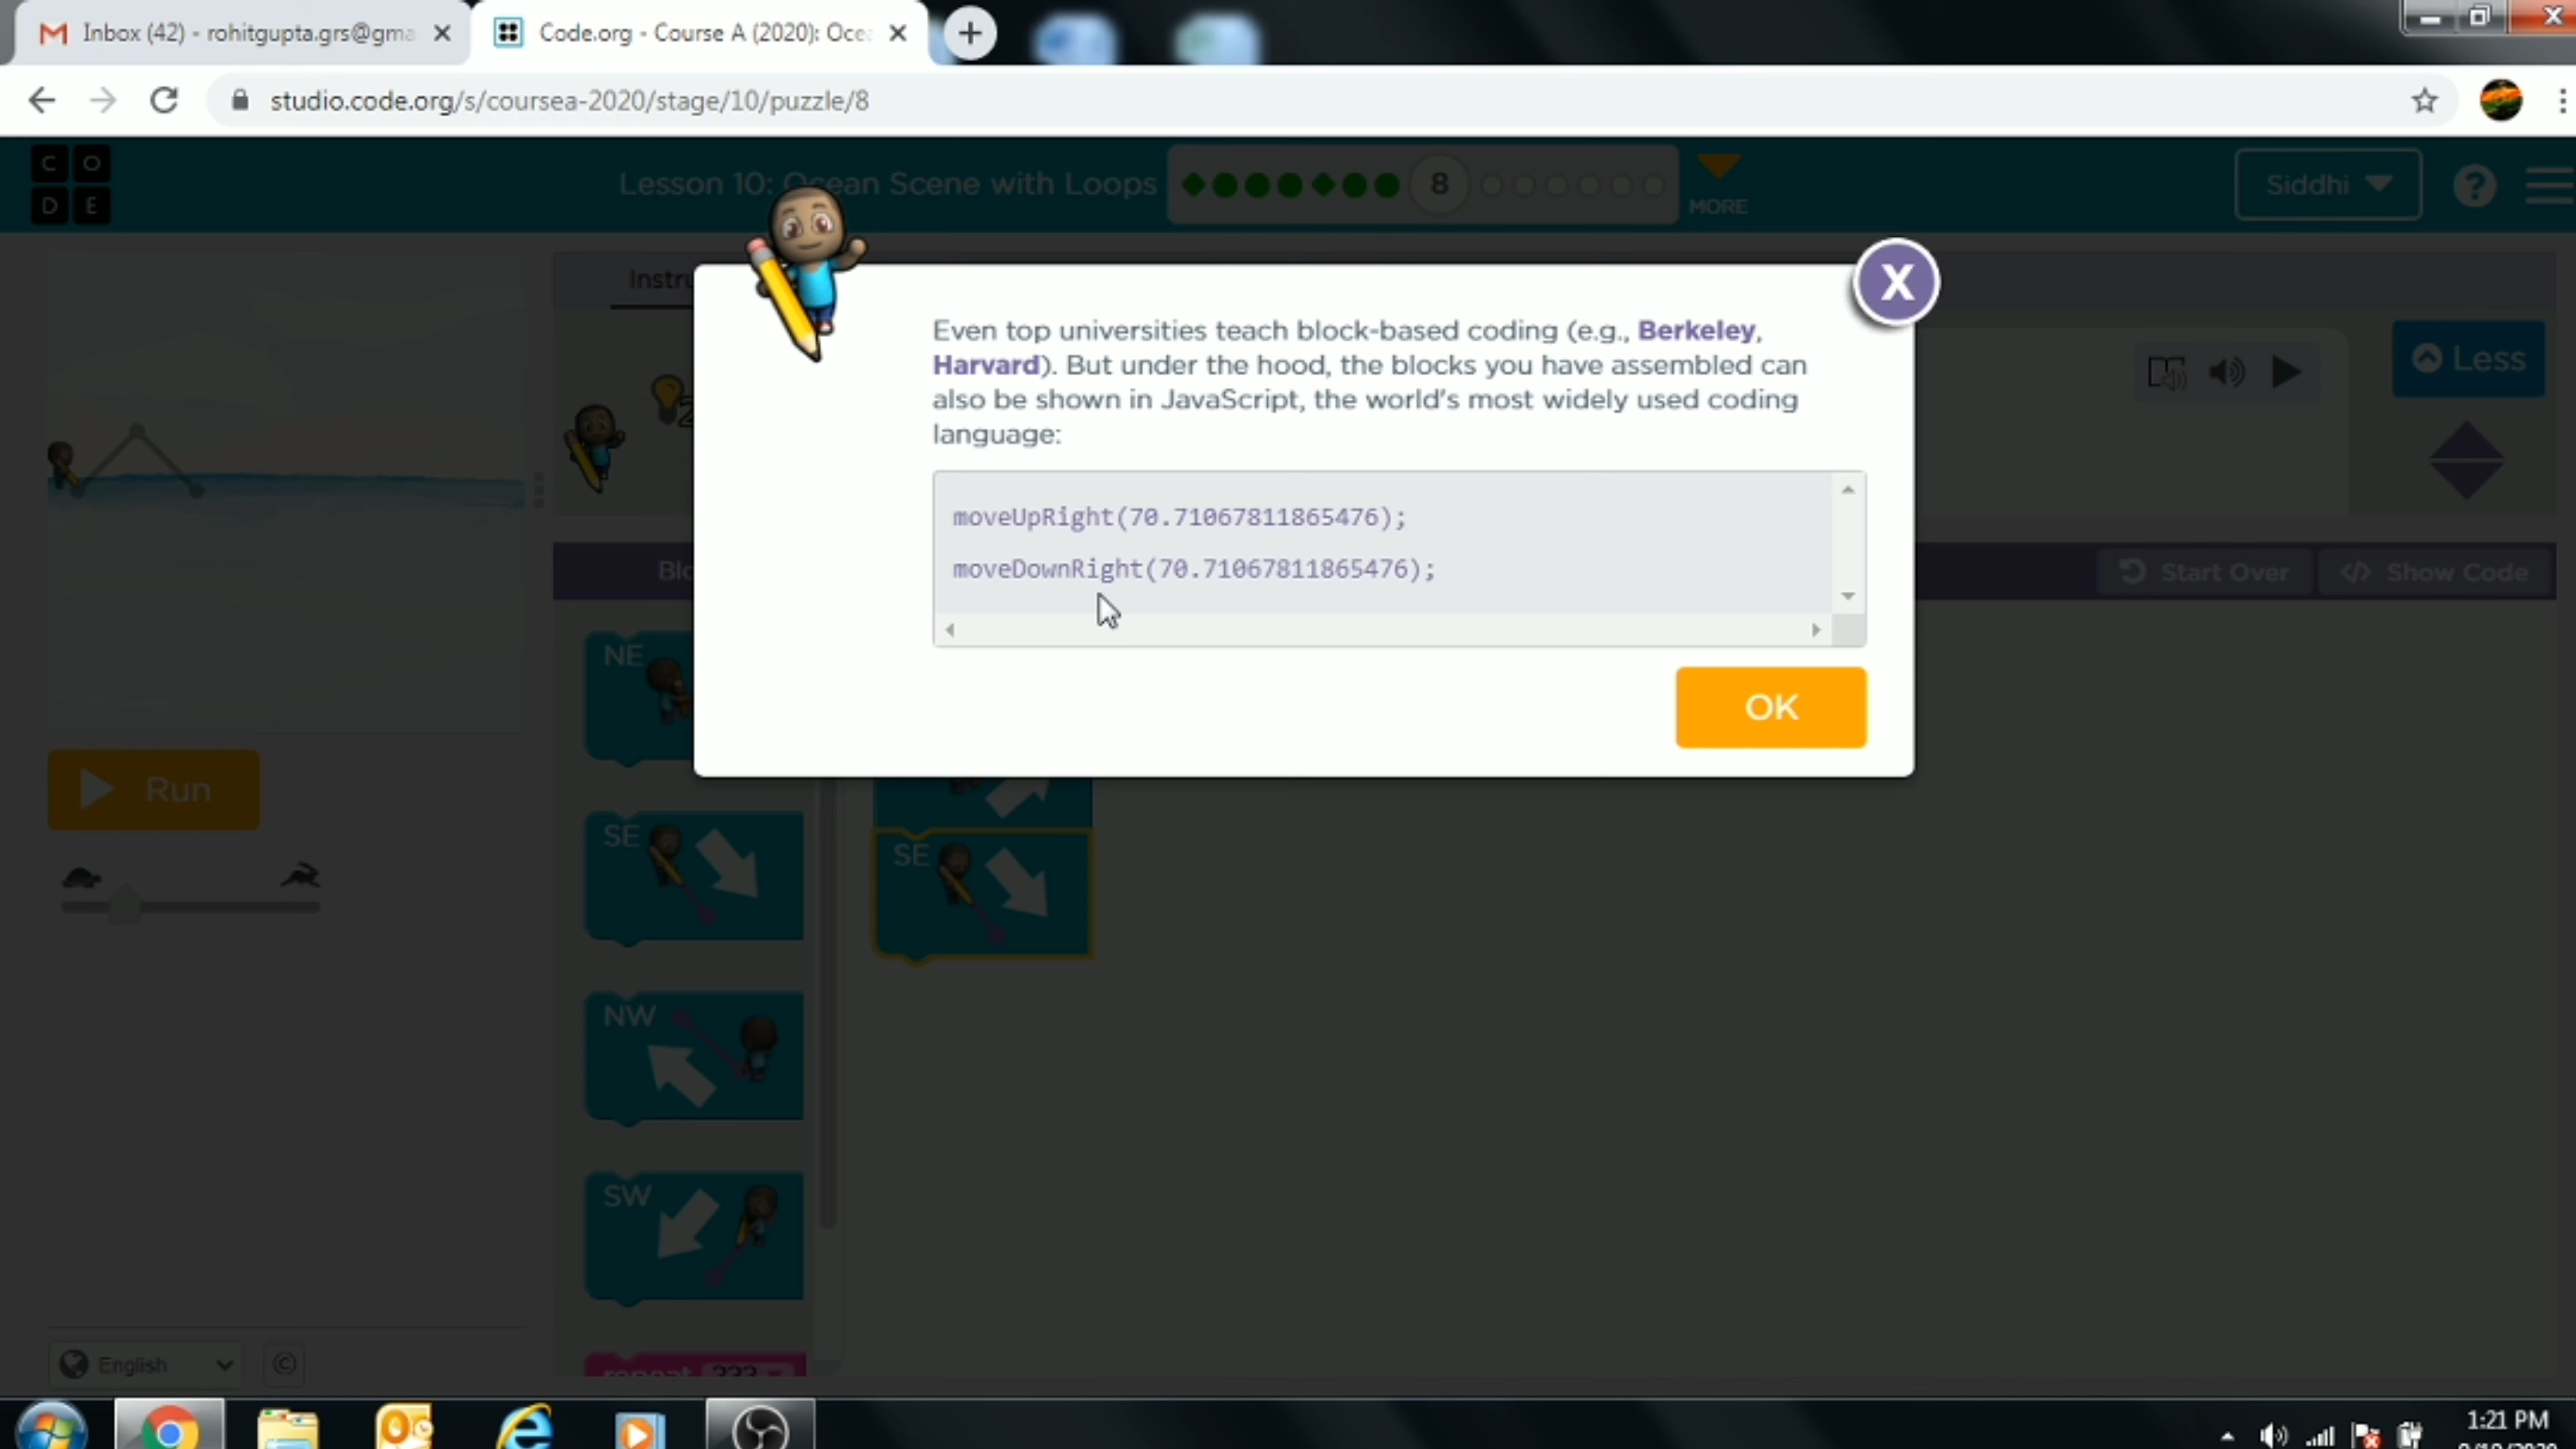 Inbox (42) - rohitgupta.grs@gma
Code.org - Course A (2020): Oce
studio.code.org/s/coursea-2020/stage/10/puzzle/8
C O
D E
Lesson 10: Ocean Scene with Loops
8
MORE
Siddhi
?
X
Even top universities teach block-based coding (e.g., Berkeley,
Harvard). But under the hood, the blocks you have assembled can
also be shown in JavaScript, the world's most widely used coding
language:
moveUpRight(70.71067811865476);
moveDownRight(70.71067811865476);
OK
Instru
2
Less
Blo
Start Over
</> Show Code
NE
Run
SE
SE
NW
SW
repeat ???
English
©
1:21 PM